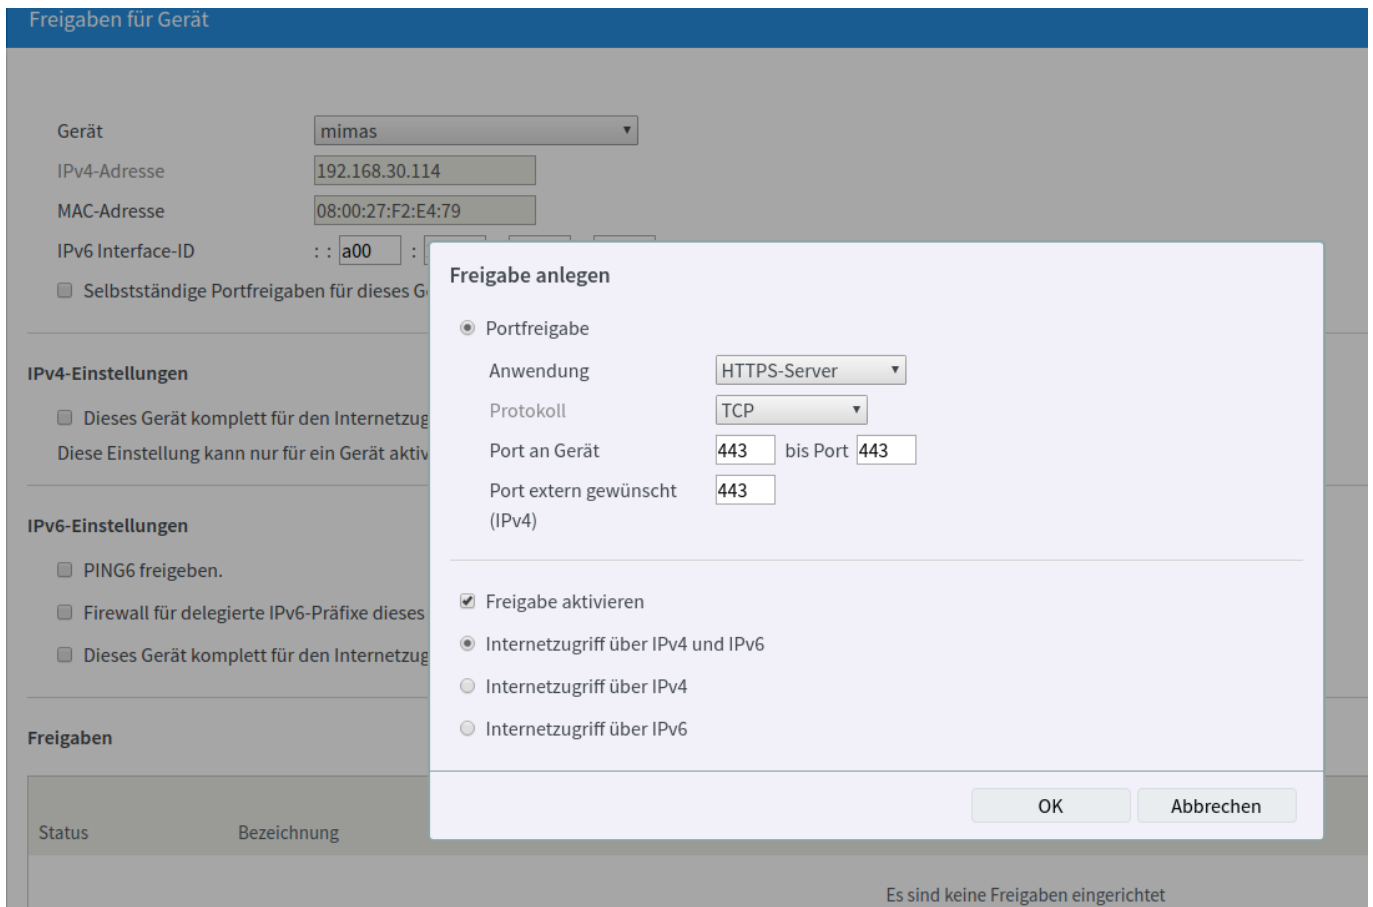 Freigaben für Gerät
Gerät mimas
IPv4-Adresse 192.168.30.114
MAC-Adresse 08:00:27:F2:E4:79
IPv6 Interface-ID : : a00 :
Selbstständige Portfreigaben für dieses
IPv4-Einstellungen
Dieses Gerät komplett für den
Diese Einstellung kann nur für ein Gerät
IPv6-Einstellungen
PING6 freigeben.
Firewall für delegierte IPv6-Präfixe dieses
Dieses Gerät komplett für den
Freigaben
Status Bezeichnung
Es sind keine Freigaben eingerichtet
Freigabe anlegen
Portfreigabe
Anwendung HTTPS-Server
Protokoll TCP
Port an Gerät 443 bis Port 443
Port extern gewünscht 443
(IPv4)
Freigabe aktivieren
Internetzugriff über IPv4 und IPv6
Internetzugriff über IPv4
Internetzugriff über IPv6
OK Abbrechen